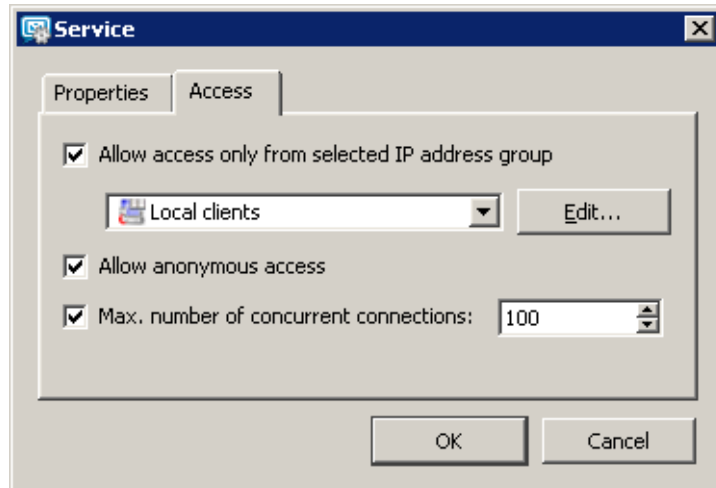 Service
Properties Access
Allow access only from selected IP address group
Local clients Edit...
Allow anonymous access
Max. number of concurrent connections: 100
OK Cancel